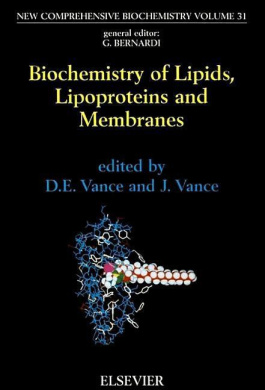 NEW COMPREHENSIVE BIOCHEMISTRY VOLUME 31
general editor:
G. BERNARDI
Biochemistry of Lipids,
Lipoproteins and
Membranes
edited by
D.E. Vance and J. Vance
ELSEVIER